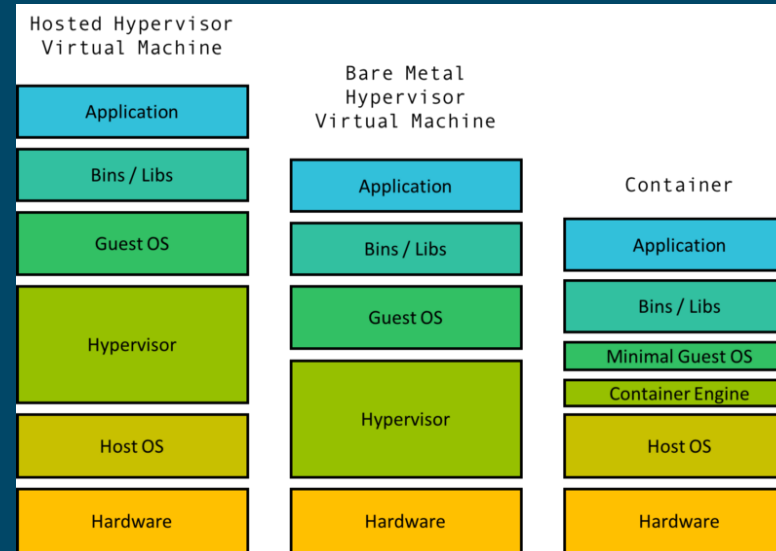 Hosted Hypervisor
Virtual Machine
Application
Bins / Libs
Guest OS
Hypervisor
Host OS
Hardware
Bare Metal
Hypervisor
Virtual Machine
Application
Bins / Libs
Guest OS
Hypervisor
Hardware
Container
Application
Bins / Libs
Minimal Guest OS
Container Engine
Host OS
Hardware